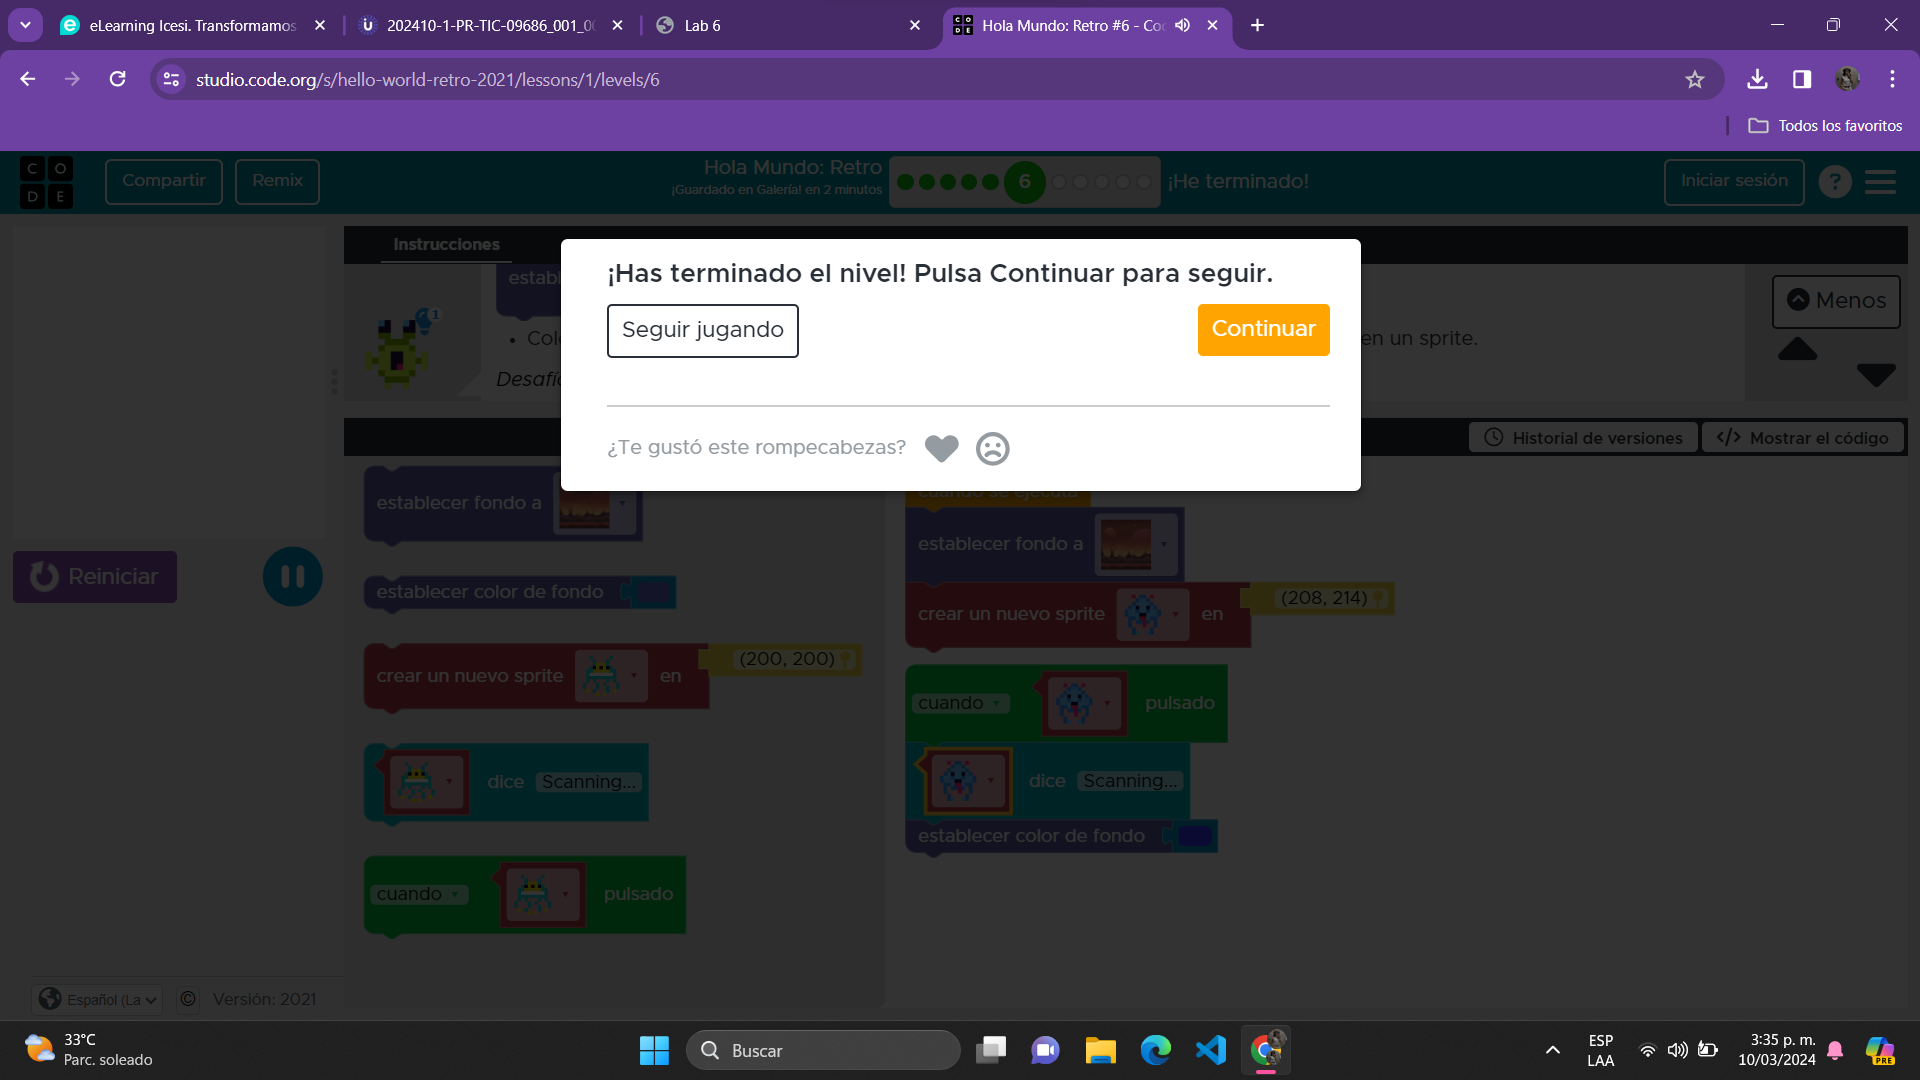 eLearning Icesi. Transformamos
202410-1-PR-TIC-09686_001_0
Lab 6
Hola Mundo: Retro #6 - Co
studio.code.org/s/hello-world-retro-2021/lessons/1/levels/6
Todos los favoritos
C O
D E
Compartir
Remix
Hola Mundo: Retro
¡Guardado en Galería! en 2 minutos
6
¡He terminado!
Iniciar sesión
?
Instrucciones
establ
1
• Col
en un sprite.
Desafí
Menos
¡Has terminado el nivel! Pulsa Continuar para seguir.
Seguir jugando
Continuar
¿Te gustó este rompecabezas?
Historial de versiones
</> Mostrar el código
Reiniciar
establecer fondo a
establecer color de fondo
crear un nuevo sprite en (200, 200)
dice Scanning...
cuando pulsado
cuando se ejecuta
establecer fondo a
crear un nuevo sprite en (208, 214)
cuando pulsado
dice Scanning...
establecer color de fondo
Español (La
©
Versión: 2021
33°C
Parc. soleado
Buscar
ESP
LAA
3:35 p. m.
10/03/2024
PRE